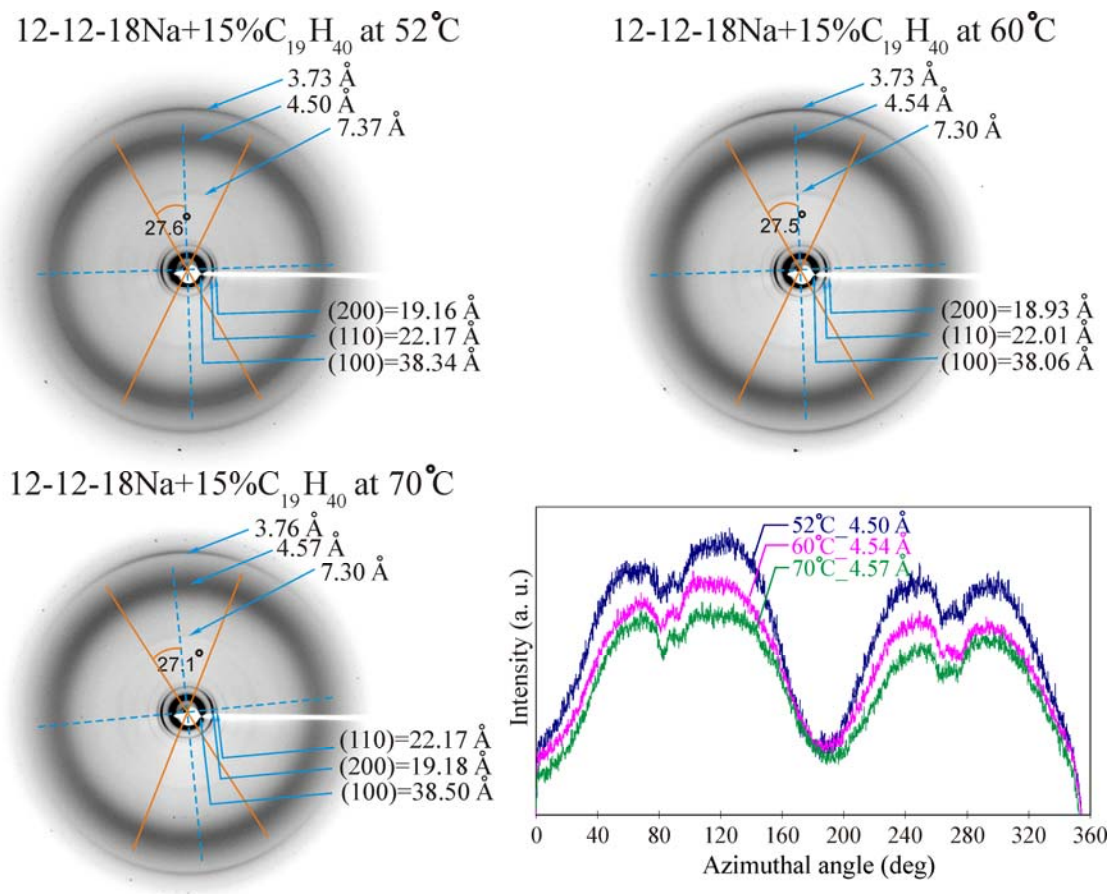 12-12-18Na+15%C₁₉H₄₀ at 52°C
3.73 Å
4.50 Å
7.37 Å
27.6°
(200)=19.16 Å
(110)=22.17 Å
(100)=38.34 Å
12-12-18Na+15%C₁₉H₄₀ at 60°C
3.73 Å
4.54 Å
7.30 Å
27.5°
(200)=18.93 Å
(110)=22.01 Å
(100)=38.06 Å
12-12-18Na+15%C₁₉H₄₀ at 70°C
3.76 Å
4.57 Å
7.30 Å
27.1°
(110)=22.17 Å
(200)=19.18 Å
(100)=38.50 Å
52°C_4.50 Å
60°C_4.54 Å
70°C_4.57 Å
Intensity (a. u.)
0 40 80 120 160 200 240 280 320 360
Azimuthal angle (deg)